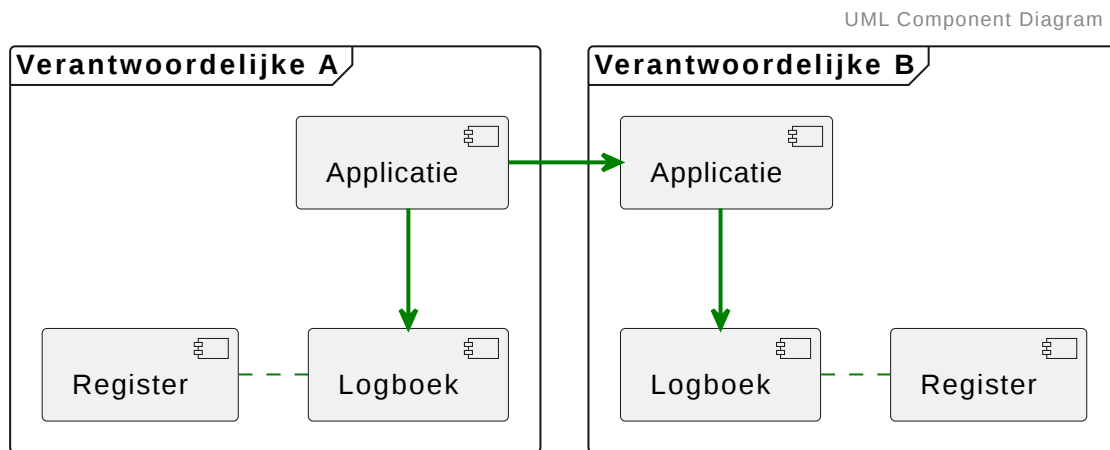 UML Component Diagram
Verantwoordelijke A
Verantwoordelijke B
Applicatie
Applicatie
Register
Logboek
Logboek
Register